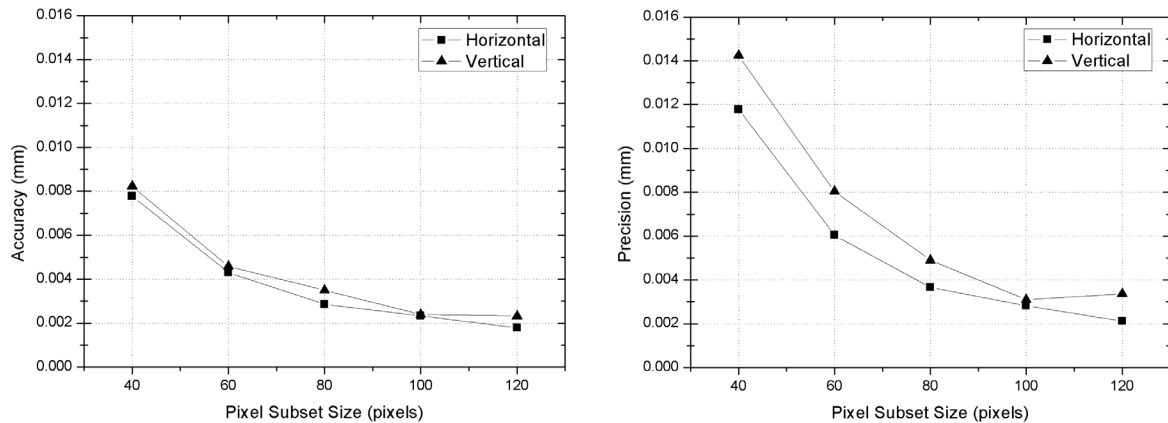 0.016
0.014
0.012
0.010
0.008
0.006
0.004
0.002
0.000
Accuracy (mm)
Horizontal
Vertical
40 60 80 100 120
Pixel Subset Size (pixels)
0.016
0.014
0.012
0.010
0.008
0.006
0.004
0.002
0.000
Precision (mm)
Horizontal
Vertical
40 60 80 100 120
Pixel Subset Size (pixels)